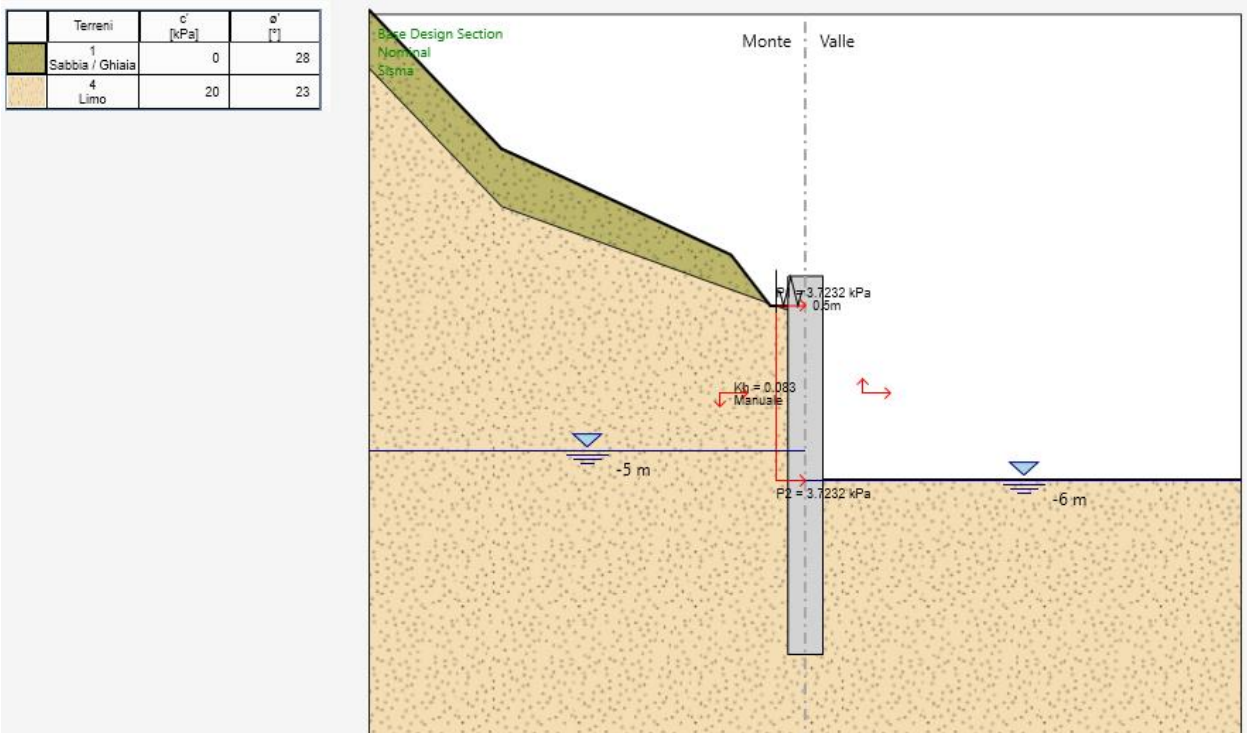 Terreni
c'
[kPa]
ø'
[°]
1
Sabbia / Ghiaia
0
28
4
Limo
20
23
Base Design Section
Nominal
Sisma
Monte
Valle
P1 = 3.7232 kPa
0.5m
Kh = 0.083
Manuale
-5 m
P2 = 3.7232 kPa
-6 m